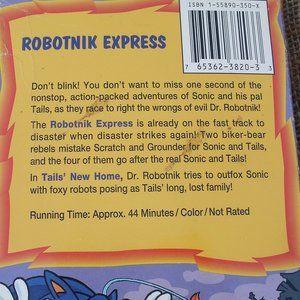 ISBN 1-55890-350-X
ROBOTNIK EXPRESS
7 65362-3820-3 3
Don't blink! You don't want to miss one second of the
nonstop, action-packed adventures of Sonic and his pal
Tails, as they race to right the wrongs of evil Dr. Robotnik!
The Robotnik Express is already on the fast track to
disaster when disaster strikes again! Two biker-bear
rebels mistake Scratch and Grounder for Sonic and Tails,
and the four of them go after the real Sonic and Tails!
In Tails' New Home, Dr. Robotnik tries to outfox Sonic
with foxy robots posing as Tails' long, lost family!
Running Time: Approx. 44 Minutes/Color/Not Rated